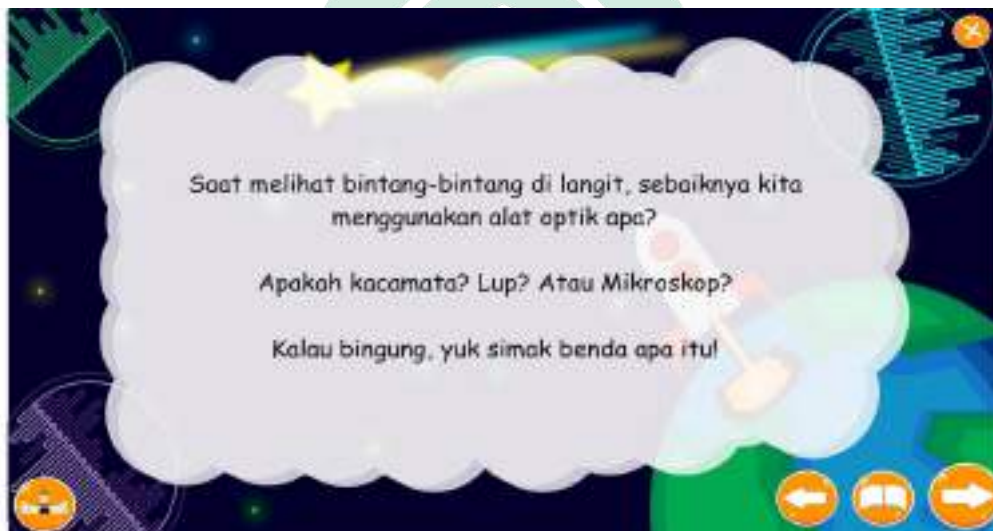 Saat melihat bintang-bintang di langit, sebaiknya kita
menggunakan alat optik apa?
Apakah kacamata? Lup? Atau Mikroskop?
Kalau bingung, yuk simak benda apa itu!